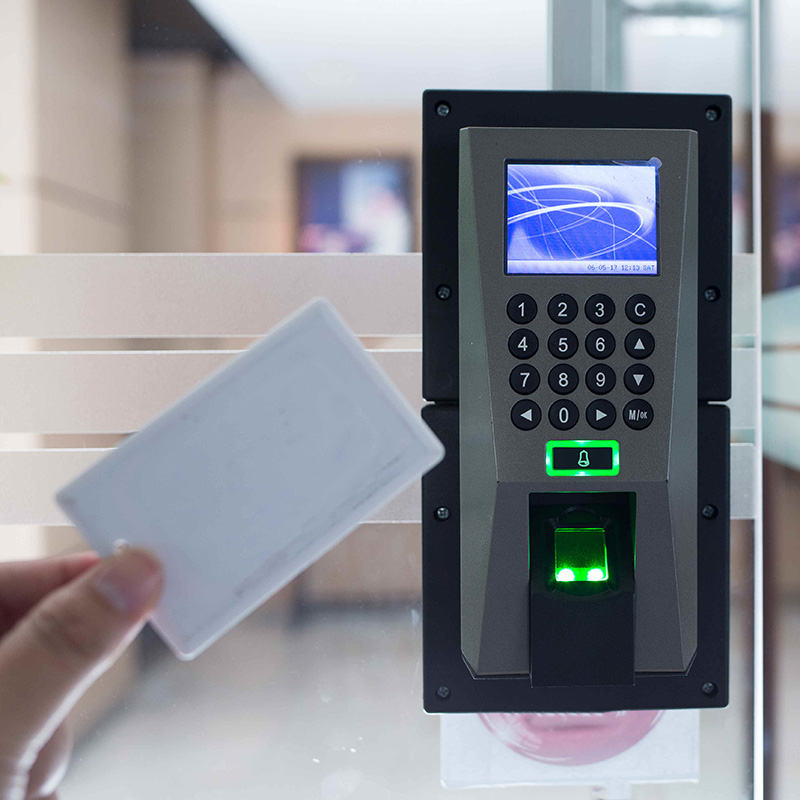 06-05-17 12:13 SAT
1 2 3 C
4 5 6 ▲
7 8 9 ▼
◀ 0 ▶ M/OK